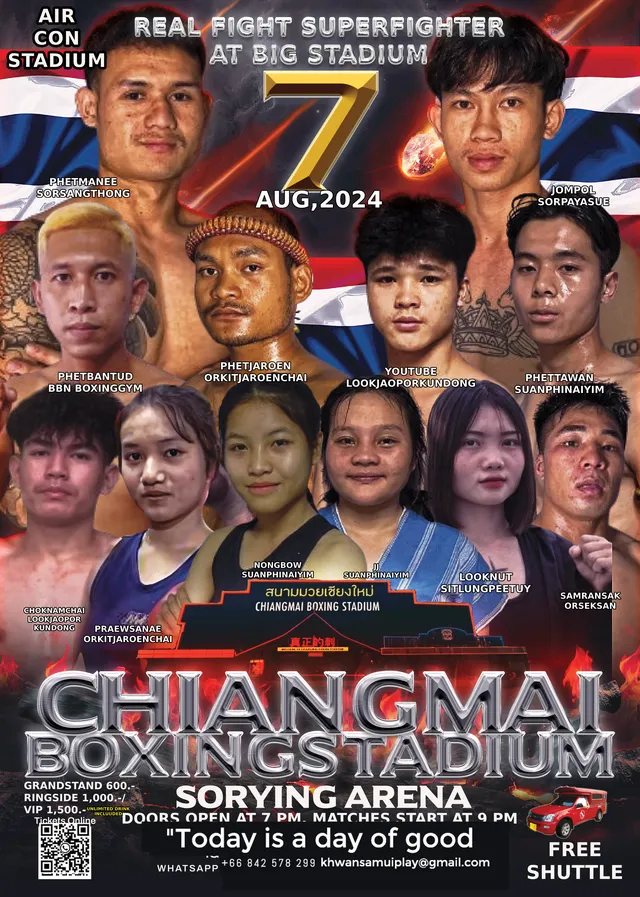 AIR
CON
STADIUM
REAL FIGHT SUPERFIGHTER
AT BIG STADIUM
7
AUG,2024
PHETMANEE
SORSANGTHONG
JOMPOL
SORPAYASUE
PHETBANTUD
BBN BOXINGGYM
PHETJAROEN
ORKITJAROENCHAI
YOUTUBE
LOOKJAOPORKUNDONG
PHETTAWAN
SUANPHINAIYIM
CHOKNAMCHAI
LOOKJAOPOR
KUNDONG
PRAEWSANAE
ORKITJAROENCHAI
NONGBOW
SUANPHINAIYIM
JJ
SUANPHINAIYIM
LOOKNUT
SITLUNGPEETUY
SAMRANSAK
ORSEKSAN
สนามมวยเชียงใหม่
CHIANGMAI BOXING STADIUM
CHIANGMAI
BOXINGSTADIUM
GRANDSTAND 600.-
RINGSIDE 1,000.-/
VIP 1,500.-
UNLIMITED DRINK
INCLUUDED
Tickets Online
SORYING ARENA
DOORS OPEN AT 7 PM. MATCHES START AT 9 PM
"Today is a day of good
WHATSAPP +66 842 578 299 khwansamuiplay@gmail.com
FREE
SHUTTLE